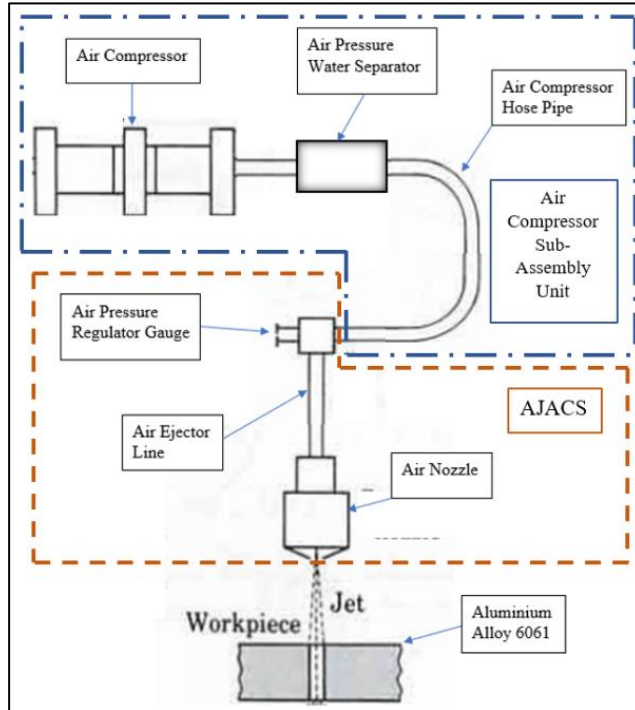 Air Compressor
Air Pressure
Water Separator
Air Compressor
Hose Pipe
Air
Compressor
Sub-
Assembly
Unit
Air Pressure
Regulator Gauge
AJACS
Air Ejector
Line
Air Nozzle
Jet
Workpiece
Aluminium
Alloy 6061